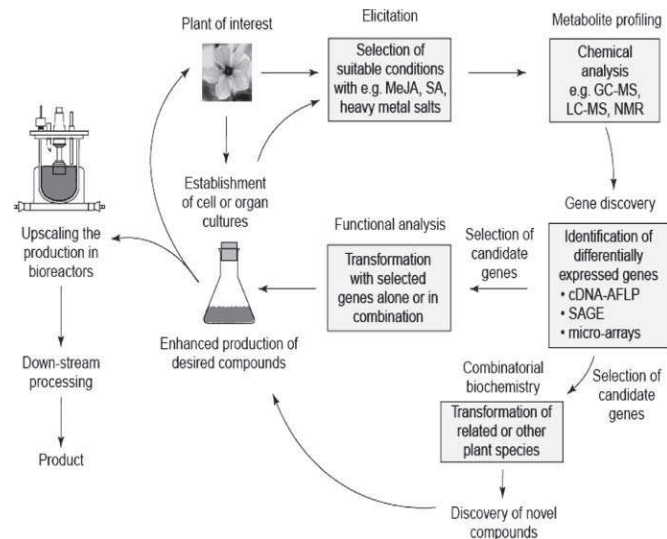 Plant of interest
Elicitation
Selection of
suitable conditions
with e.g. MeJA, SA,
heavy metal salts
Metabolite profiling
Chemical
analysis
e.g. GC-MS,
LC-MS, NMR
Establishment
of cell or organ
cultures
Gene discovery
Identification of
differentially
expressed genes
• cDNA-AFLP
• SAGE
• micro-arrays
Selection of
candidate
genes
Functional analysis
Transformation
with selected
genes alone or in
combination
Enhanced production of
desired compounds
Upscaling the
production in
bioreactors
Down-stream
processing
Product
Selection of
candidate
genes
Combinatorial
biochemistry
Transformation of
related or other
plant species
Discovery of novel
compounds